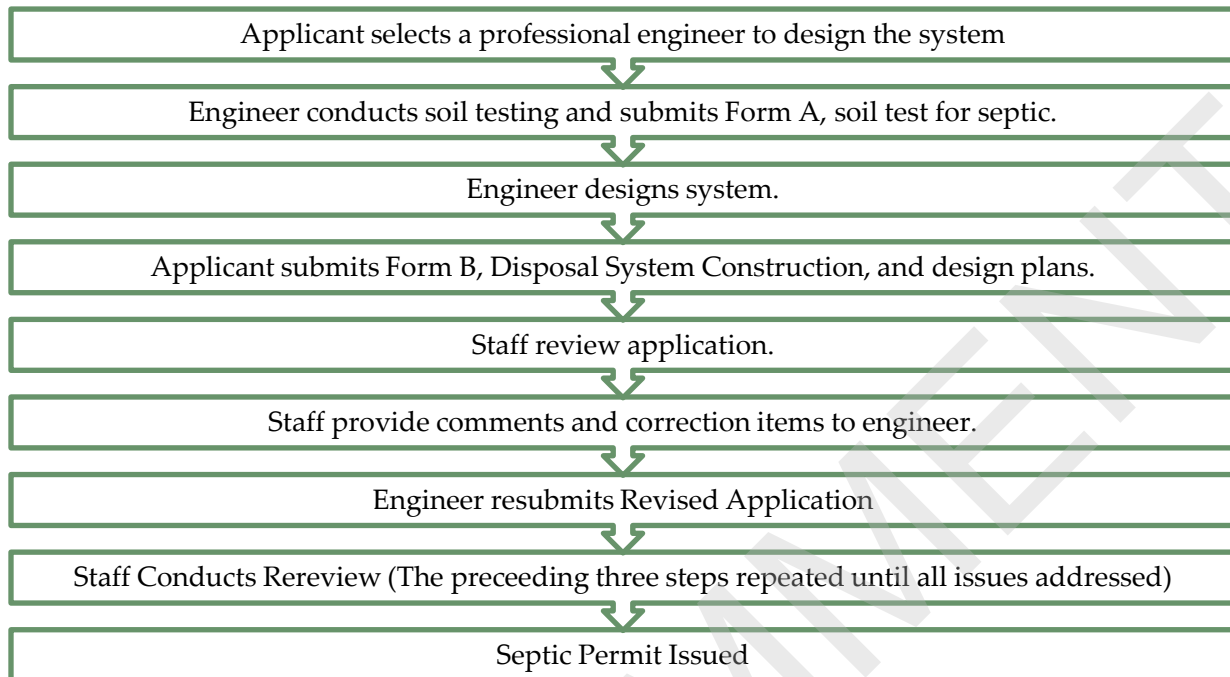 Applicant selects a professional engineer to design the system
Engineer conducts soil testing and submits Form A, soil test for septic.
Engineer designs system.
Applicant submits Form B, Disposal System Construction, and design plans.
Staff review application.
Staff provide comments and correction items to engineer.
Engineer resubmits Revised Application
Staff Conducts Rereview (The preceeding three steps repeated until all issues addressed)
Septic Permit Issued